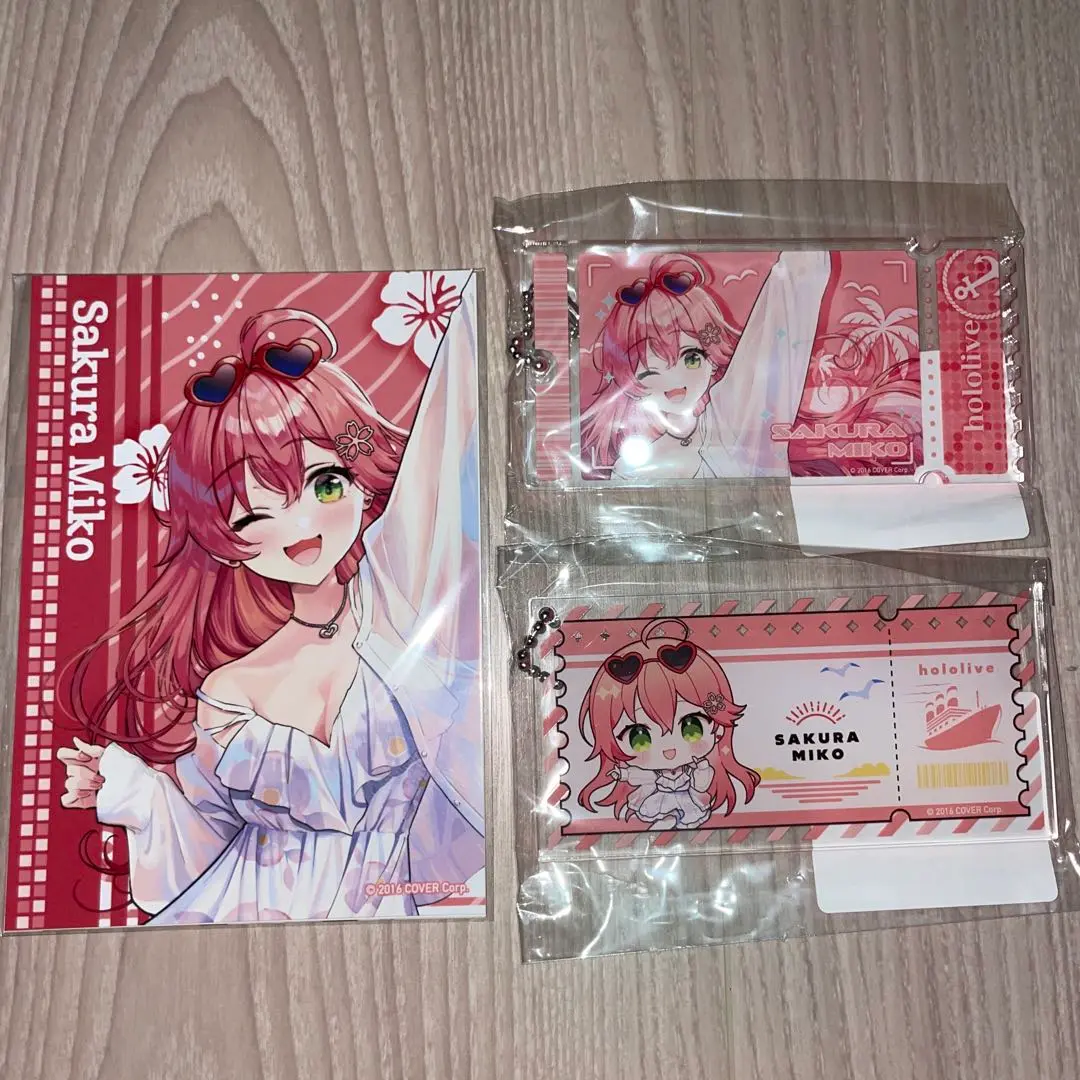 Sakura Miko
© 2016 COVER Corp.
SAKURA
MIKO
© 2016 COVER Corp.
hololive
SAKURA
MIKO
hololive
© 2016 COVER Corp.